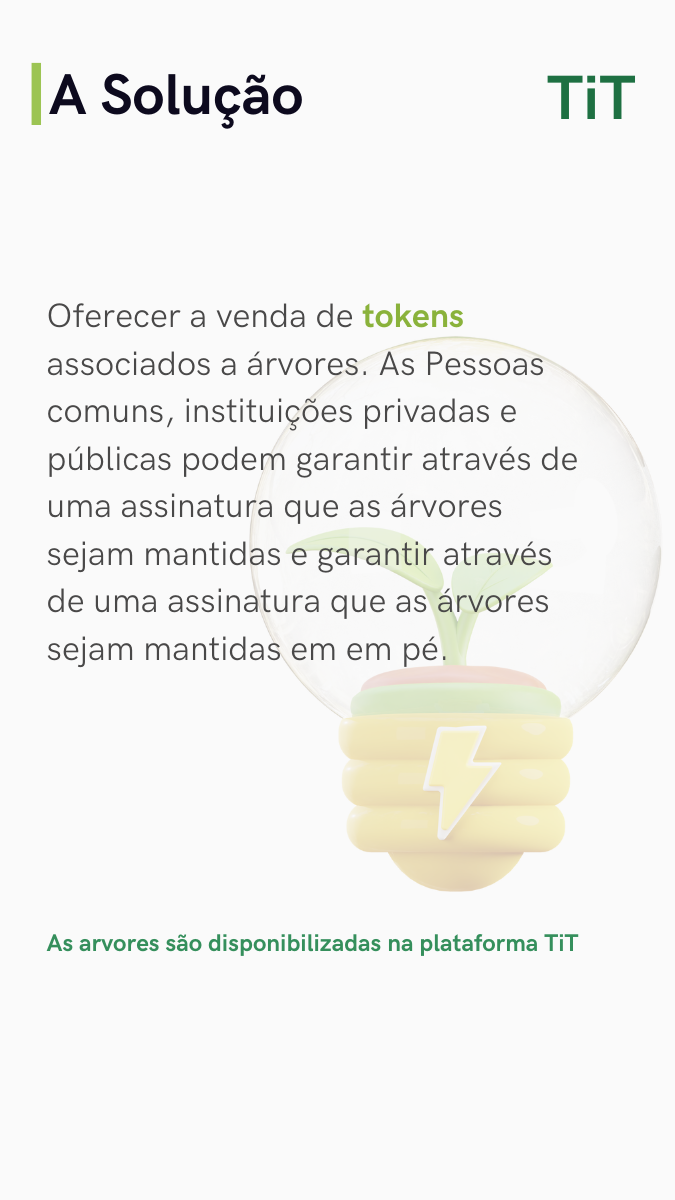 A Solução
TiT
Oferecer a venda de tokens
associados a árvores. As Pessoas
comuns, instituições privadas e
públicas podem garantir através de
uma assinatura que as árvores
sejam mantidas e garantir através
de uma assinatura que as árvores
sejam mantidas em em pé.
As arvores são disponibilizadas na plataforma TiT